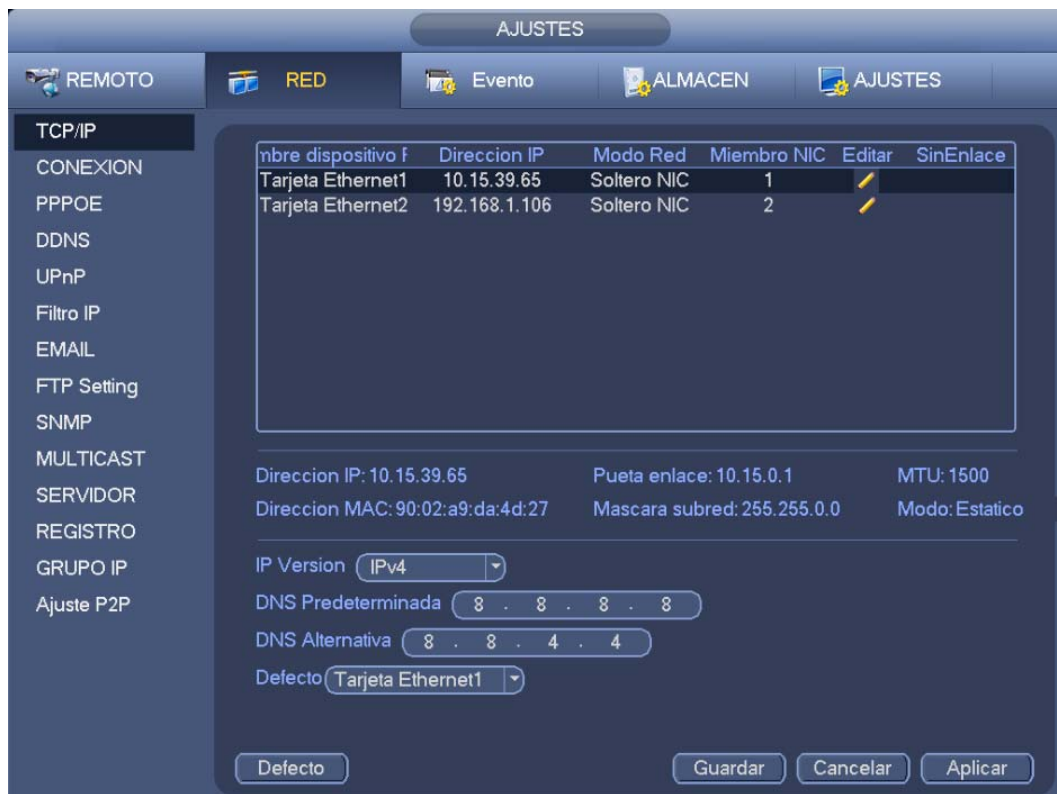 AJUSTES
REMOTO RED Evento ALMACEN AJUSTES
TCP/IP
CONEXION
PPPOE
DDNS
UPnP
Filtro IP
EMAIL
FTP Setting
SNMP
MULTICAST
SERVIDOR
REGISTRO
GRUPO IP
Ajuste P2P
mbre dispositivo F Direccion IP Modo Red Miembro NIC Editar SinEnlace
Tarjeta Ethernet1 10.15.39.65 Soltero NIC 1
Tarjeta Ethernet2 192.168.1.106 Soltero NIC 2
Direccion IP: 10.15.39.65 Pueta enlace: 10.15.0.1 MTU: 1500
Direccion MAC: 90:02:a9:da:4d:27 Mascara subred: 255.255.0.0 Modo: Estatico
IP Version IPv4
DNS Predeterminada 8 . 8 . 8 . 8
DNS Alternativa 8 . 8 . 4 . 4
Defecto Tarjeta Ethernet1
Defecto Guardar Cancelar Aplicar